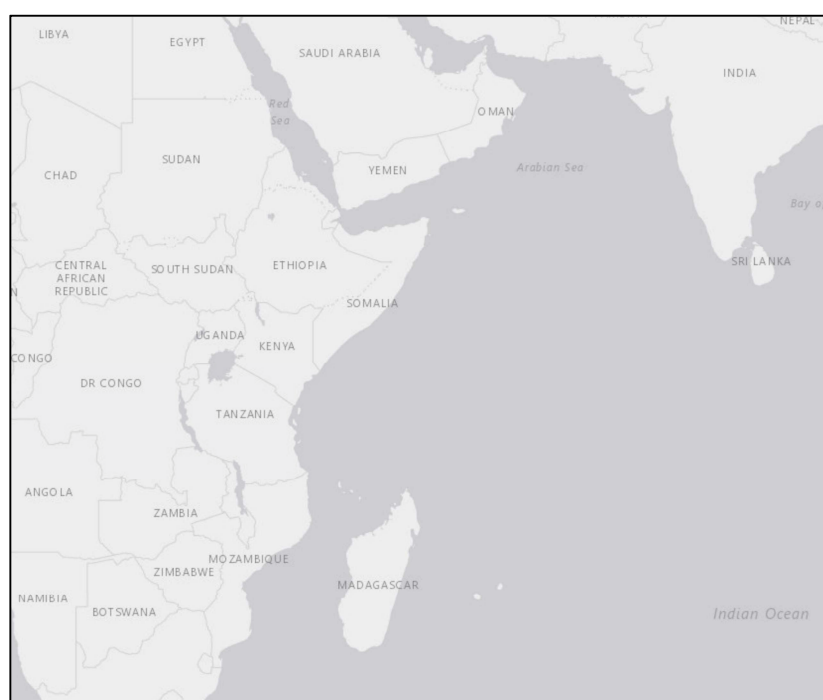 NEPAL
LIBYA
EGYPT
SAUDI ARABIA
INDIA
Red
Sea
OMAN
SUDAN
YEMEN
Arabian Sea
CHAD
Bay o
CENTRAL
AFRICAN
REPUBLIC
SOUTH SUDAN
ETHIOPIA
SRI LANKA
N
SOMALIA
UGANDA
KENYA
CONGO
DR CONGO
TANZANIA
ANGOLA
ZAMBIA
MOZAMBIQUE
ZIMBABWE
MADAGASCAR
NAMIBIA
BOTSWANA
Indian Ocean